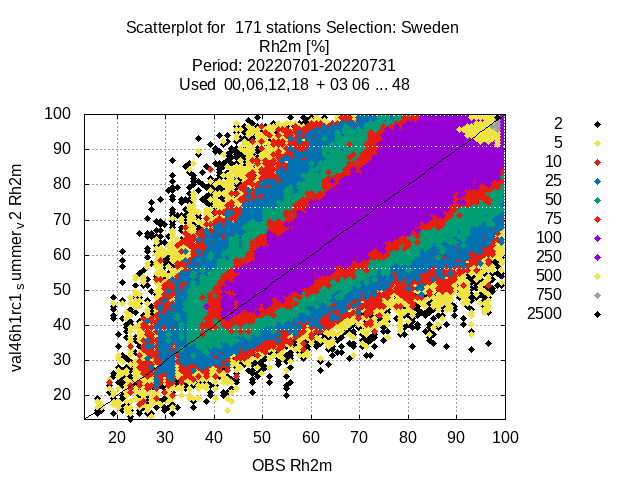 Scatterplot for 171 stations Selection: Sweden
Rh2m [%]
Period: 20220701-20220731
Used 00,06,12,18 + 03 06 ... 48
val46h1rc1 summerv2 Rh2m
100
90
80
70
60
50
40
30
20
20 30 40 50 60 70 80 90 100
OBS Rh2m
2
5
10
25
50
75
100
250
500
750
2500